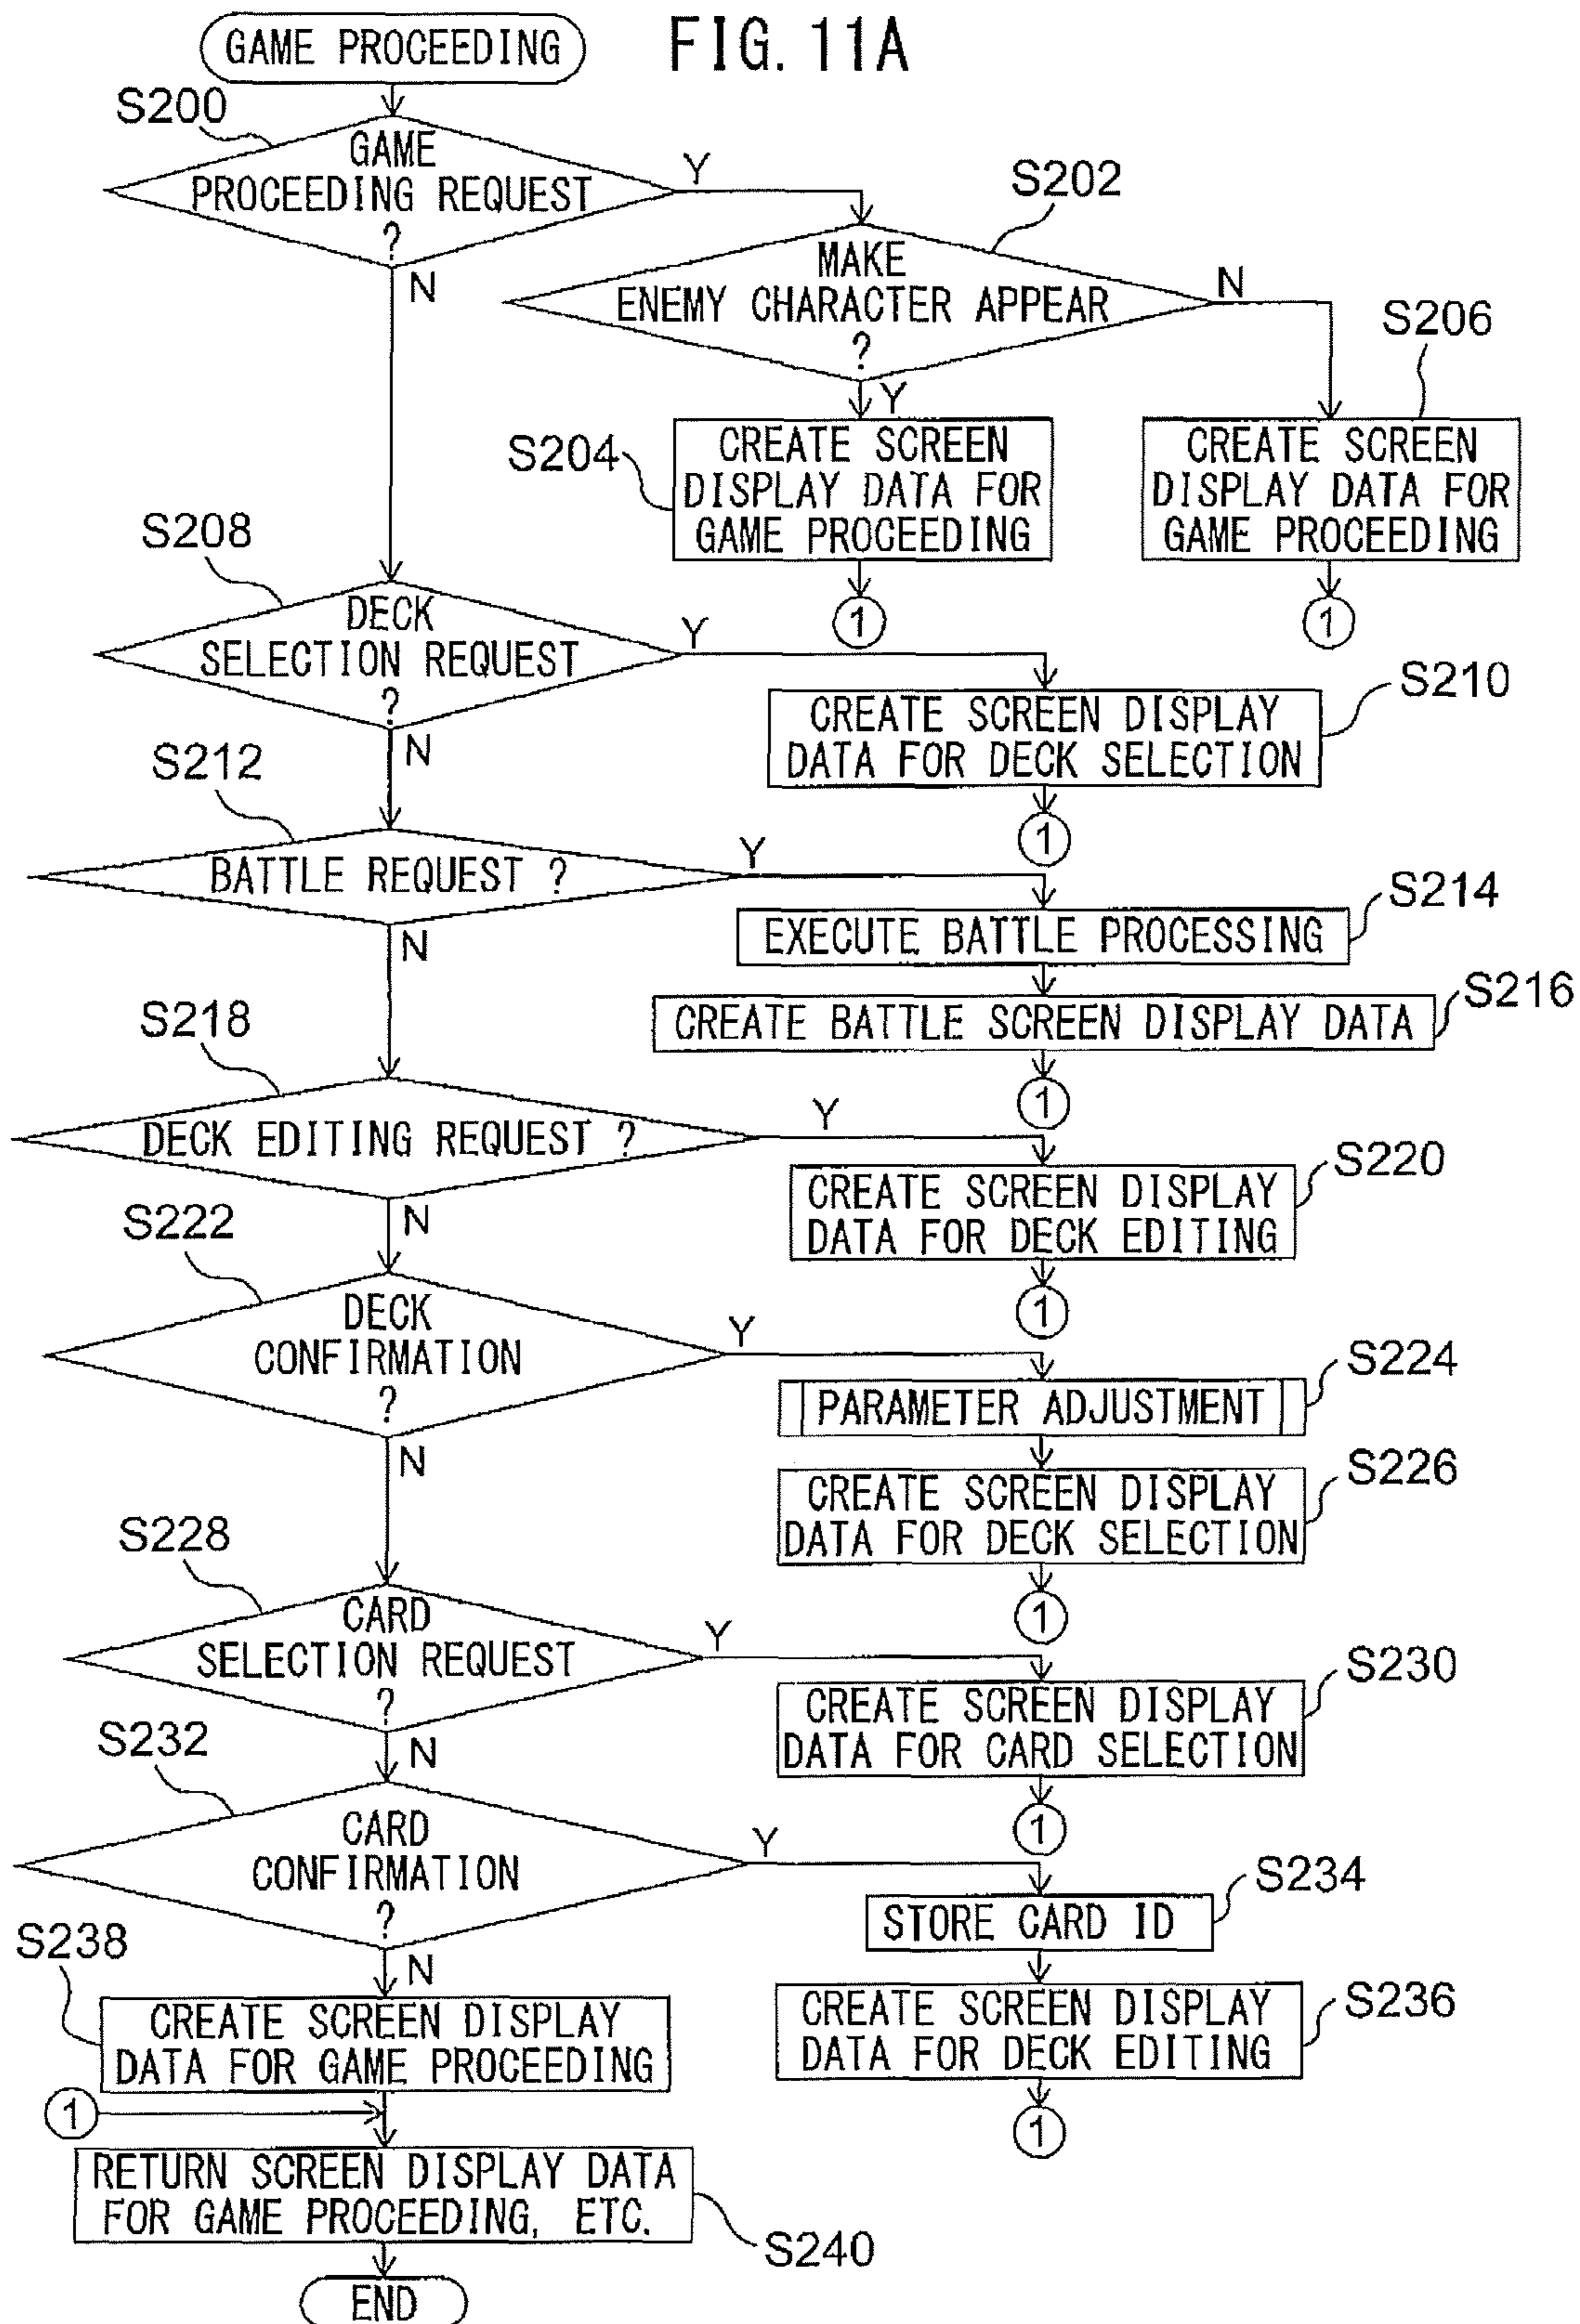 GAME PROCEEDING
FIG. 11A
S200
GAME
PROCEEDING REQUEST
?
Y
N
S202
MAKE
ENEMY CHARACTER APPEAR
?
N
Y
S206
S204
CREATE SCREEN
DISPLAY DATA FOR
GAME PROCEEDING
CREATE SCREEN
DISPLAY DATA FOR
GAME PROCEEDING
1
1
S208
DECK
SELECTION REQUEST
?
Y
N
S210
CREATE SCREEN DISPLAY
DATA FOR DECK SELECTION
1
S212
BATTLE REQUEST ?
Y
N
S214
EXECUTE BATTLE PROCESSING
S216
CREATE BATTLE SCREEN DISPLAY DATA
1
S218
DECK EDITING REQUEST ?
Y
N
S220
CREATE SCREEN DISPLAY
DATA FOR DECK EDITING
1
S222
DECK
CONFIRMATION
?
Y
N
S224
PARAMETER ADJUSTMENT
S226
CREATE SCREEN DISPLAY
DATA FOR DECK SELECTION
1
S228
CARD
SELECTION REQUEST
?
Y
N
S230
CREATE SCREEN DISPLAY
DATA FOR CARD SELECTION
1
S232
CARD
CONFIRMATION
?
Y
N
S234
STORE CARD ID
S236
CREATE SCREEN DISPLAY
DATA FOR DECK EDITING
1
S238
CREATE SCREEN DISPLAY
DATA FOR GAME PROCEEDING
1
RETURN SCREEN DISPLAY DATA
FOR GAME PROCEEDING, ETC.
S240
END